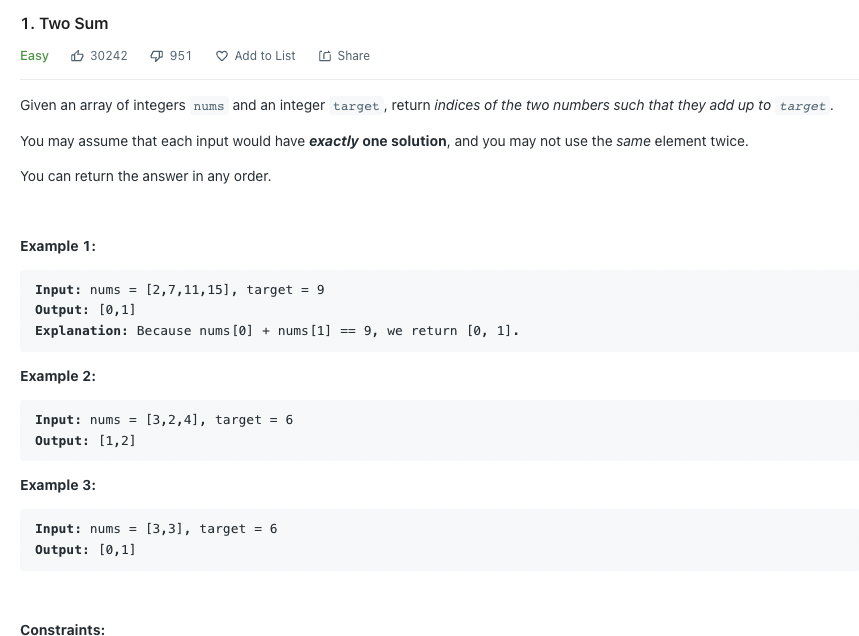 1. Two Sum
Easy 30242 951 Add to List Share
Given an array of integers nums and an integer target, return indices of the two numbers such that they add up to target.
You may assume that each input would have exactly one solution, and you may not use the same element twice.
You can return the answer in any order.
Example 1:
Input: nums = [2,7,11,15], target = 9
Output: [0,1]
Explanation: Because nums[0] + nums[1] == 9, we return [0, 1].
Example 2:
Input: nums = [3,2,4], target = 6
Output: [1,2]
Example 3:
Input: nums = [3,3], target = 6
Output: [0,1]
Constraints: